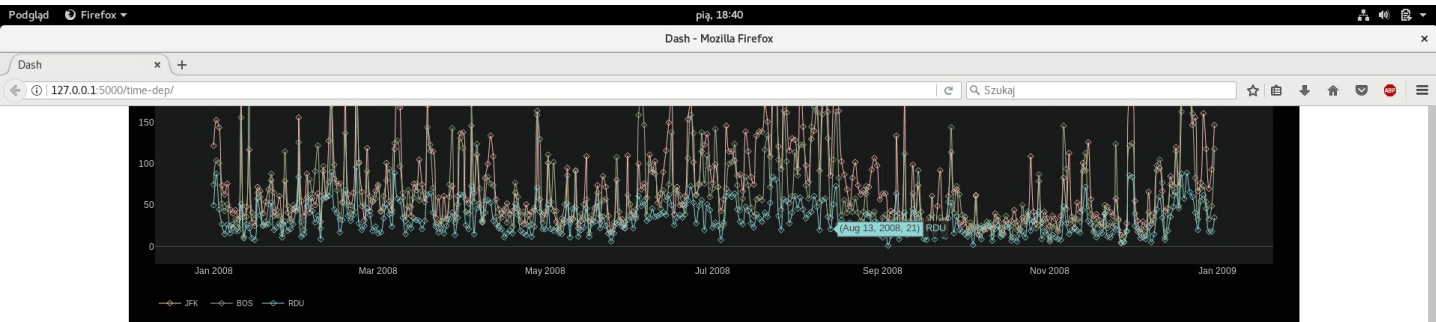 Podgląd Firefox
pią, 18:40
Dash - Mozilla Firefox
Dash
127.0.0.1:5000/time-dep/
Szukaj
ABP
150
100
50
(Aug 13, 2008, 21) RDU
0
Jan 2008 Mar 2008 May 2008 Jul 2008 Sep 2008 Nov 2008 Jan 2009
JFK BOS RDU